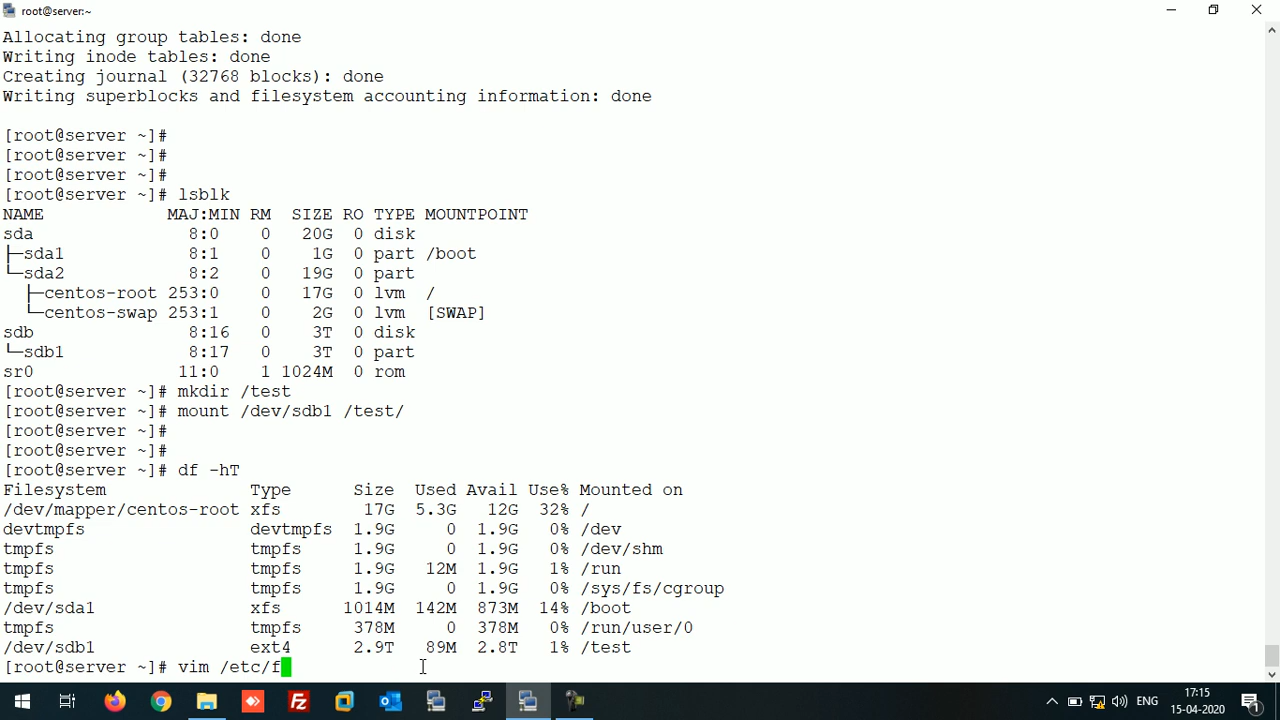 root@server:~
Allocating group tables: done
Writing inode tables: done
Creating journal (32768 blocks): done
Writing superblocks and filesystem accounting information: done
[root@server ~]#
[root@server ~]#
[root@server ~]#
[root@server ~]# lsblk
NAME MAJ:MIN RM SIZE RO TYPE MOUNTPOINT
sda 8:0 0 20G 0 disk
├─sda1 8:1 0 1G 0 part /boot
└─sda2 8:2 0 19G 0 part
├─centos-root 253:0 0 17G 0 lvm /
└─centos-swap 253:1 0 2G 0 lvm [SWAP]
sdb 8:16 0 3T 0 disk
└─sdb1 8:17 0 3T 0 part
sr0 11:0 1 1024M 0 rom
[root@server ~]# mkdir /test
[root@server ~]# mount /dev/sdb1 /test/
[root@server ~]#
[root@server ~]#
[root@server ~]# df -hT
Filesystem Type Size Used Avail Use% Mounted on
/dev/mapper/centos-root xfs 17G 5.3G 12G 32% /
devtmpfs devtmpfs 1.9G 0 1.9G 0% /dev
tmpfs tmpfs 1.9G 0 1.9G 0% /dev/shm
tmpfs tmpfs 1.9G 12M 1.9G 1% /run
tmpfs tmpfs 1.9G 0 1.9G 0% /sys/fs/cgroup
/dev/sda1 xfs 1014M 142M 873M 14% /boot
tmpfs tmpfs 378M 0 378M 0% /run/user/0
/dev/sdb1 ext4 2.9T 89M 2.8T 1% /test
[root@server ~]# vim /etc/f
ENG
17:15
15-04-2020
1